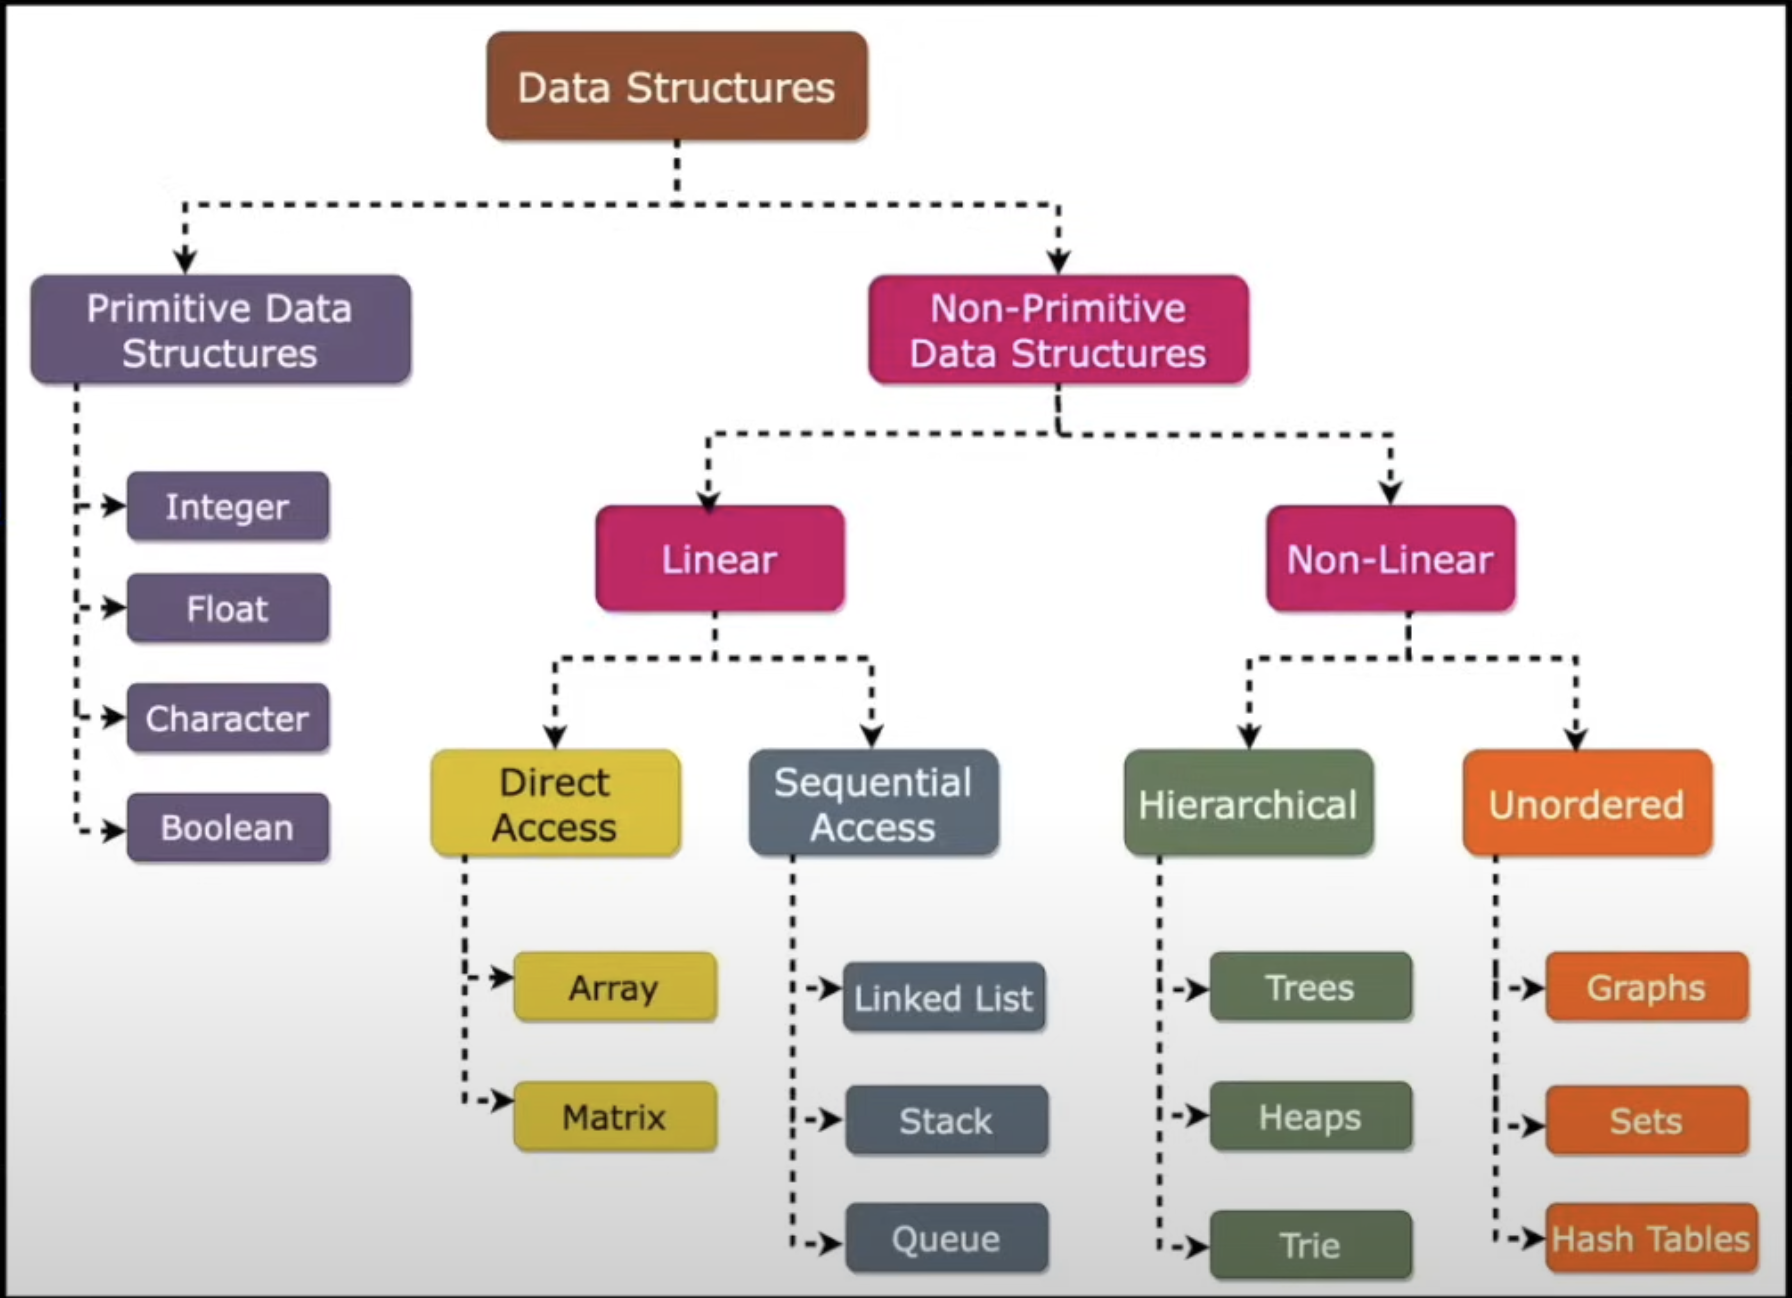 Data Structures
Primitive Data
Structures
Non-Primitive
Data Structures
Integer
Float
Character
Boolean
Linear
Non-Linear
Direct
Access
Sequential
Access
Hierarchical
Unordered
Array
Matrix
Linked List
Stack
Queue
Trees
Heaps
Trie
Graphs
Sets
Hash Tables